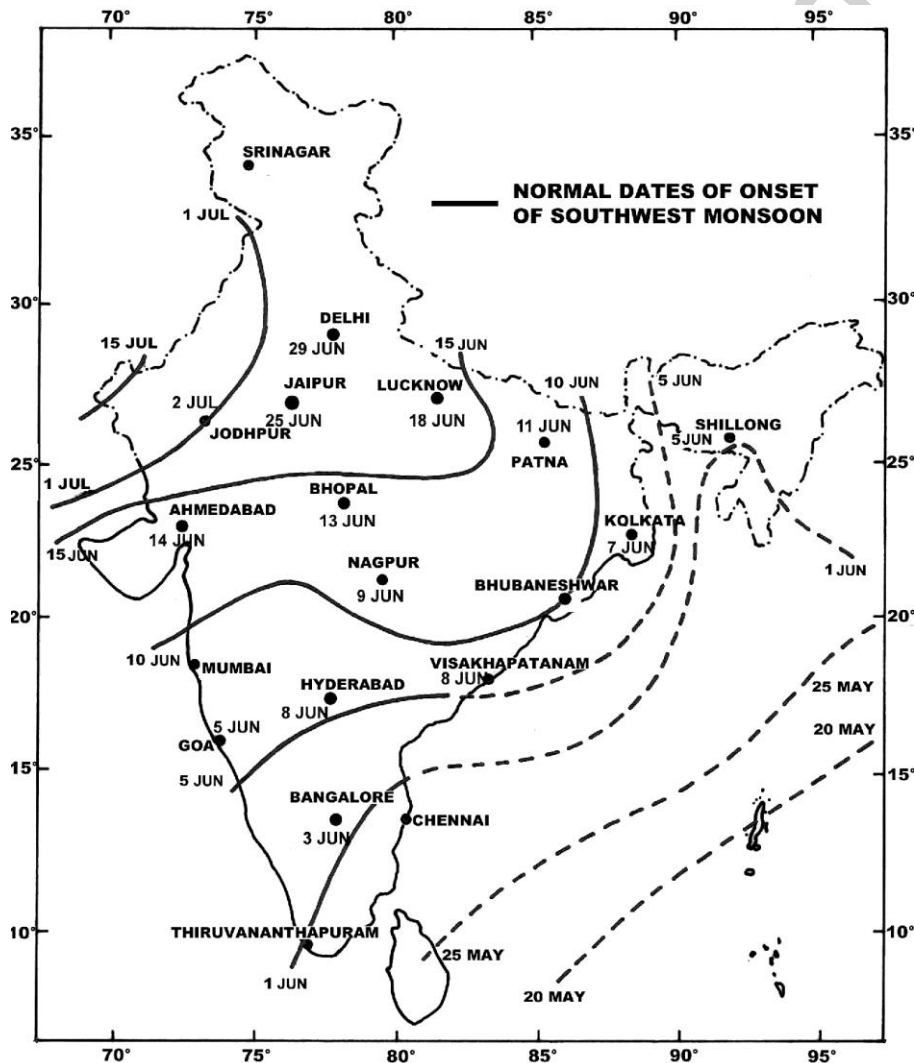 70° 75° 80° 85° 90° 95°
35° 35°
SRINAGAR
NORMAL DATES OF ONSET
OF SOUTHWEST MONSOON
1 JUL
30° 30°
DELHI
29 JUN
15 JUL
15 JUN
JAIPUR
25 JUN
LUCKNOW
18 JUN
10 JUN
5 JUN
2 JUL
JODHPUR
11 JUN
PATNA
SHILLONG
5 JUN
25° 25°
1 JUL
BHOPAL
13 JUN
AHMEDABAD
14 JUN
KOLKATA
7 JUN
15 JUN
NAGPUR
9 JUN
BHUBANESHWAR
1 JUN
20° 20°
10 JUN
MUMBAI
VISAKHAPATANAM
8 JUN
25 MAY
HYDERABAD
8 JUN
20 MAY
5 JUN
GOA
5 JUN
15° 15°
BANGALORE
3 JUN
CHENNAI
THIRUVANANTHAPURAM
10° 10°
25 MAY
1 JUN
20 MAY
70° 75° 80° 85° 90° 95°